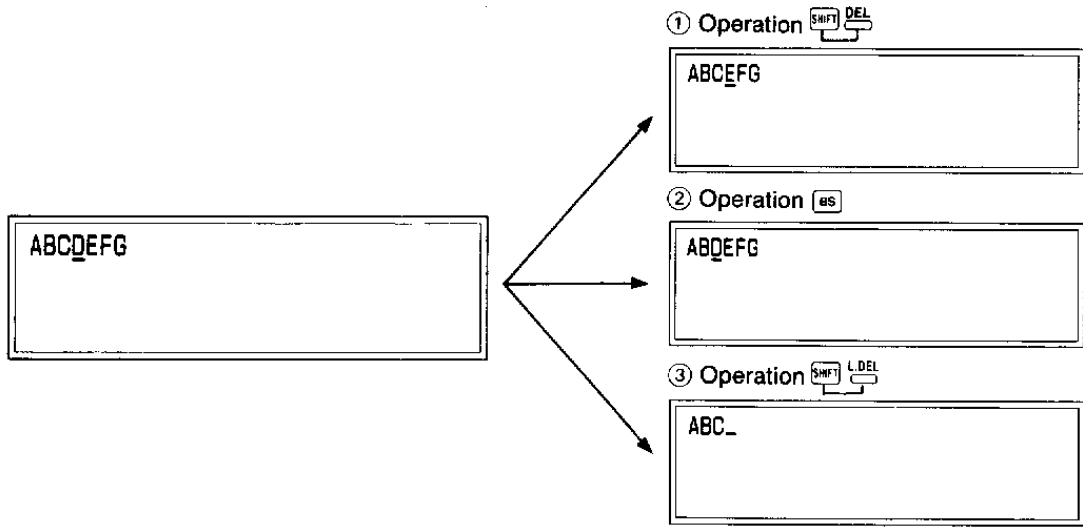 ① Operation SHIFT DEL
ABCEFG
② Operation BS
ABCDEFG
ABDEFG
③ Operation SHIFT L.DEL
ABC_